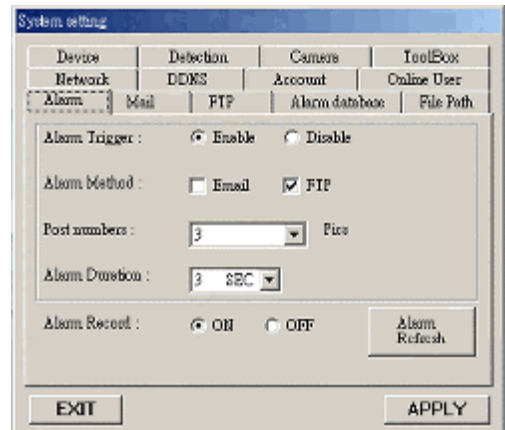 System setting
Device Detection Camera ToolBox
Network DDNS Account Online User
Alarm Mail FTP Alarm database File Path
Alarm Trigger : Enable Disable
Alarm Method : Email FTP
Post numbers : 3 Pics
Alarm Duration : 3 SEC
Alarm Record : ON OFF Alarm
Refresh
EXIT APPLY